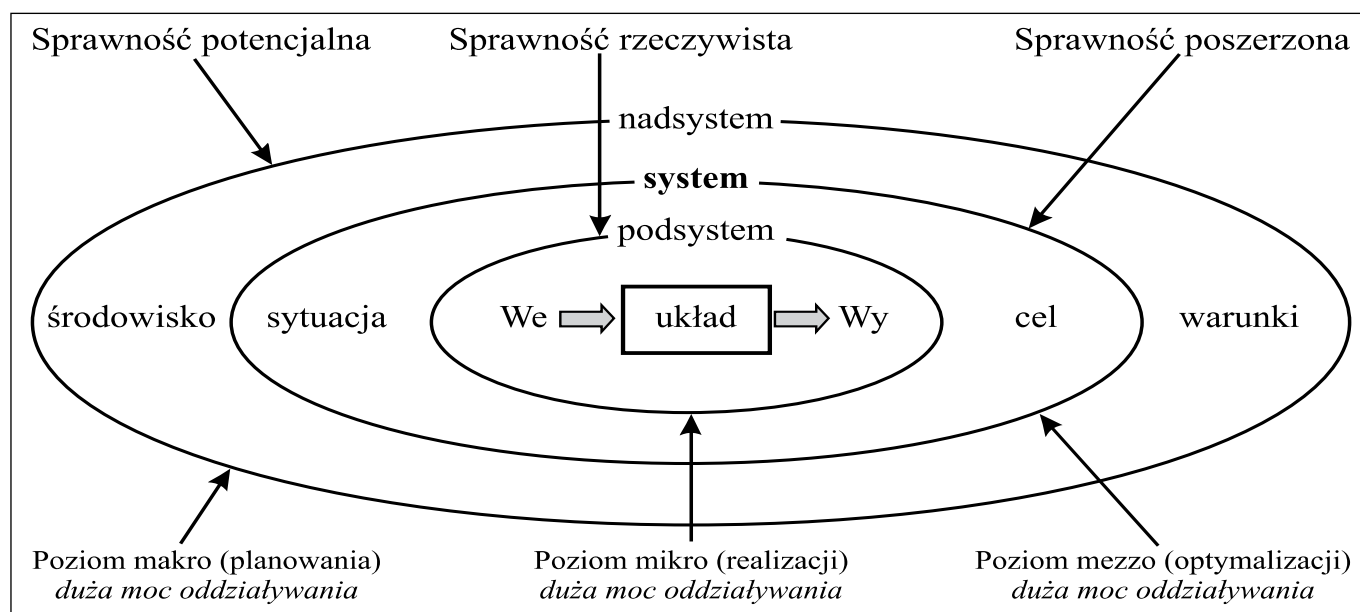 Sprawność potencjalna
Sprawność rzeczywista
Sprawność poszerzona
nadsystem
system
podsystem
środowisko
sytuacja
We
układ
Wy
cel
warunki
Poziom makro (planowania)
duża moc oddziaływania
Poziom mikro (realizacji)
duża moc oddziaływania
Poziom mezzo (optymalizacji)
duża moc oddziaływania